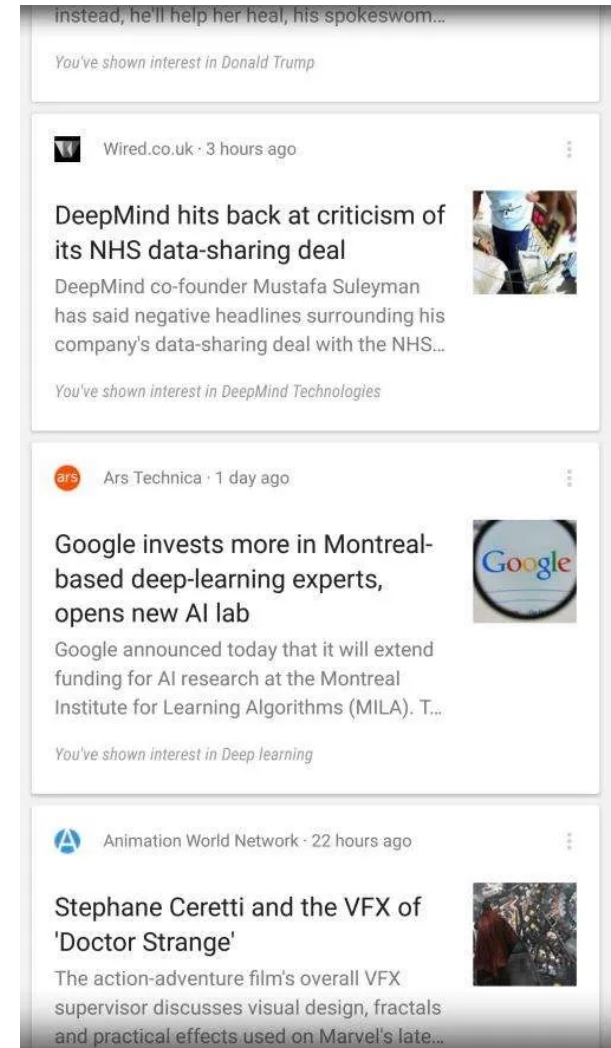 instead, he'll help her heal, his spokeswom...
You've shown interest in Donald Trump
Wired.co.uk · 3 hours ago
DeepMind hits back at criticism of
its NHS data-sharing deal
DeepMind co-founder Mustafa Suleyman
has said negative headlines surrounding his
company's data-sharing deal with the NHS...
You've shown interest in DeepMind Technologies
ars
Ars Technica · 1 day ago
Google invests more in Montreal-
based deep-learning experts,
opens new AI lab
Google
Google announced today that it will extend
funding for AI research at the Montreal
Institute for Learning Algorithms (MILA). T...
You've shown interest in Deep learning
Animation World Network · 22 hours ago
Stephane Ceretti and the VFX of
'Doctor Strange'
The action-adventure film's overall VFX
supervisor discusses visual design, fractals
and practical effects used on Marvel's late...